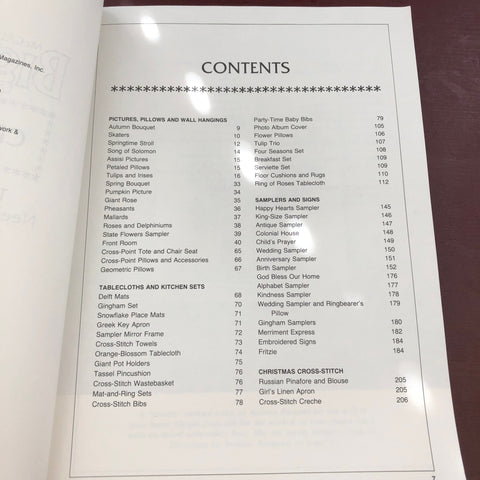 Magazines, Inc.
work &
CONTENTS
************************************
PICTURES, PILLOWS AND WALL HANGINGS
Autumn Bouquet 9
Skaters 10
Springtime Stroll 12
Song of Solomon 14
Assisi Pictures 15
Petaled Pillows 15
Tulips and Irises 16
Spring Bouquet 33
Pumpkin Picture 34
Giant Rose 35
Pheasants 36
Mallards 37
Roses and Delphiniums 38
State Flowers Sampler 39
Front Room 40
Cross-Point Tote and Chair Seat 65
Cross-Point Pillows and Accessories 66
Geometric Pillows 67
TABLECLOTHS AND KITCHEN SETS
Delft Mats 68
Gingham Set 70
Snowflake Place Mats 71
Greek Key Apron 71
Sampler Mirror Frame 72
Cross-Stitch Towels 73
Orange-Blossom Tablecloth 74
Giant Pot Holders 75
Tassel Pincushion 76
Cross-Stitch Wastebasket 76
Mat-and-Ring Sets 77
Cross-Stitch Bibs 78
Party-Time Baby Bibs 79
Photo Album Cover 105
Flower Pillows 106
Tulip Trio 107
Four Seasons Set 108
Breakfast Set 109
Serviette Set 109
Floor Cushions and Rugs 110
Ring of Roses Tablecloth 112
SAMPLERS AND SIGNS
Happy Hearts Sampler 145
King-Size Sampler 146
Antique Sampler 147
Colonial House 148
Child's Prayer 149
Wedding Sampler 150
Anniversary Sampler 151
Birth Sampler 152
God Bless Our Home 176
Alphabet Sampler 177
Kindness Sampler 178
Wedding Sampler and Ringbearer's 179
Pillow
Gingham Samplers 180
Merriment Express 182
Embroidered Signs 184
Fritzie 184
CHRISTMAS CROSS-STITCH
Russian Pinafore and Blouse 205
Girl's Linen Apron 205
Cross-Stitch Creche 206
7